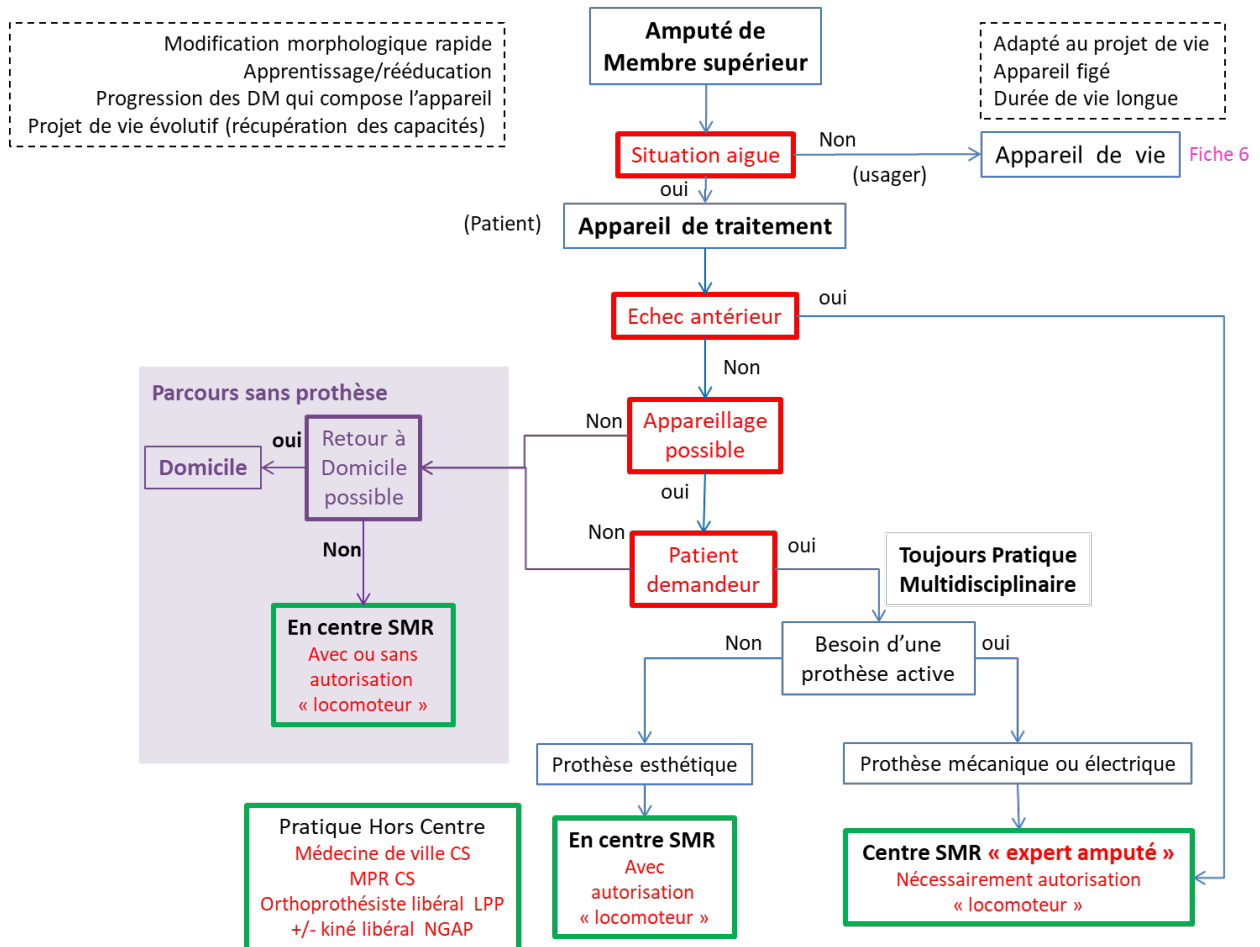 Modification morphologique rapide
Apprentissage/rééducation
Progression des DM qui compose l'appareil
Projet de vie évolutif (récupération des capacités)
Amputé de
Membre supérieur
Adapté au projet de vie
Appareil figé
Durée de vie longue
Situation aigue
Non
(usager)
Appareil de vie
Fiche 6
oui
(Patient)
Appareil de traitement
Echec antérieur
oui
Non
Parcours sans prothèse
Appareillage
possible
Non
Retour à
Domicile
possible
oui
Domicile
oui
Non
Non
Patient
demandeur
oui
Toujours Pratique
Multidisciplinaire
En centre SMR
Avec ou sans
autorisation
« locomoteur »
Non
Besoin d'une
prothèse active
oui
Prothèse esthétique
Prothèse mécanique ou électrique
Pratique Hors Centre
Médecine de ville CS
MPR CS
Orthoprothésiste libéral LPP
+/- kiné libéral NGAP
En centre SMR
Avec
autorisation
« locomoteur »
Centre SMR « expert amputé »
Nécessairement autorisation
« locomoteur »